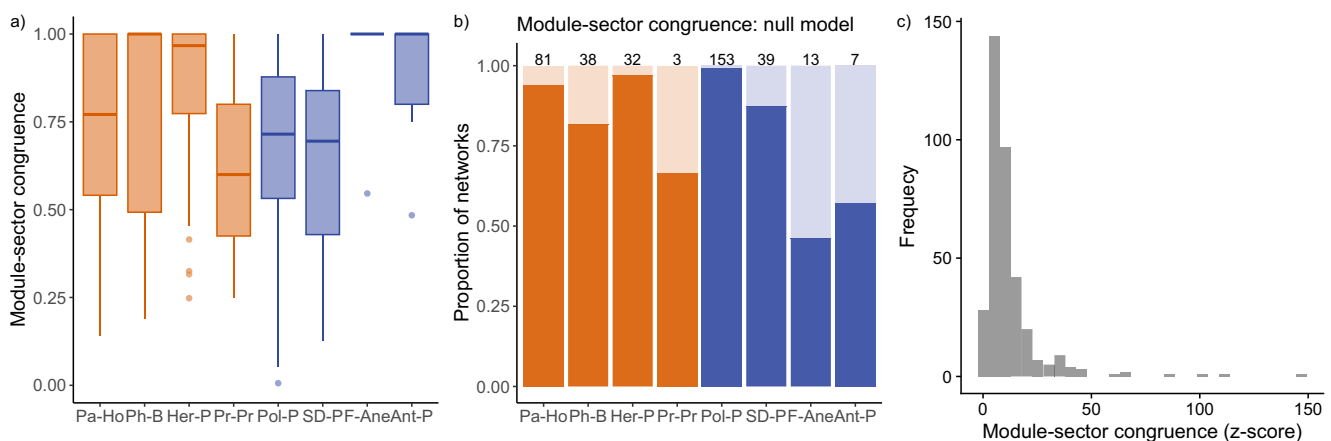 a)
Module-sector congruence
1.00
0.75
0.50
0.25
0.00
Pa-Ho Ph-B Her-P Pr-Pr Pol-P SD-P F-Ane Ant-P
b) Module-sector congruence: null model
Proportion of networks
81 38 32 3 153 39 13 7
1.00
0.75
0.50
0.25
0.00
Pa-Ho Ph-B Her-P Pr-Pr Pol-P SD-P F-Ane Ant-P
c)
Frequecy
150
100
50
0
0 50 100 150
Module-sector congruence (z-score)